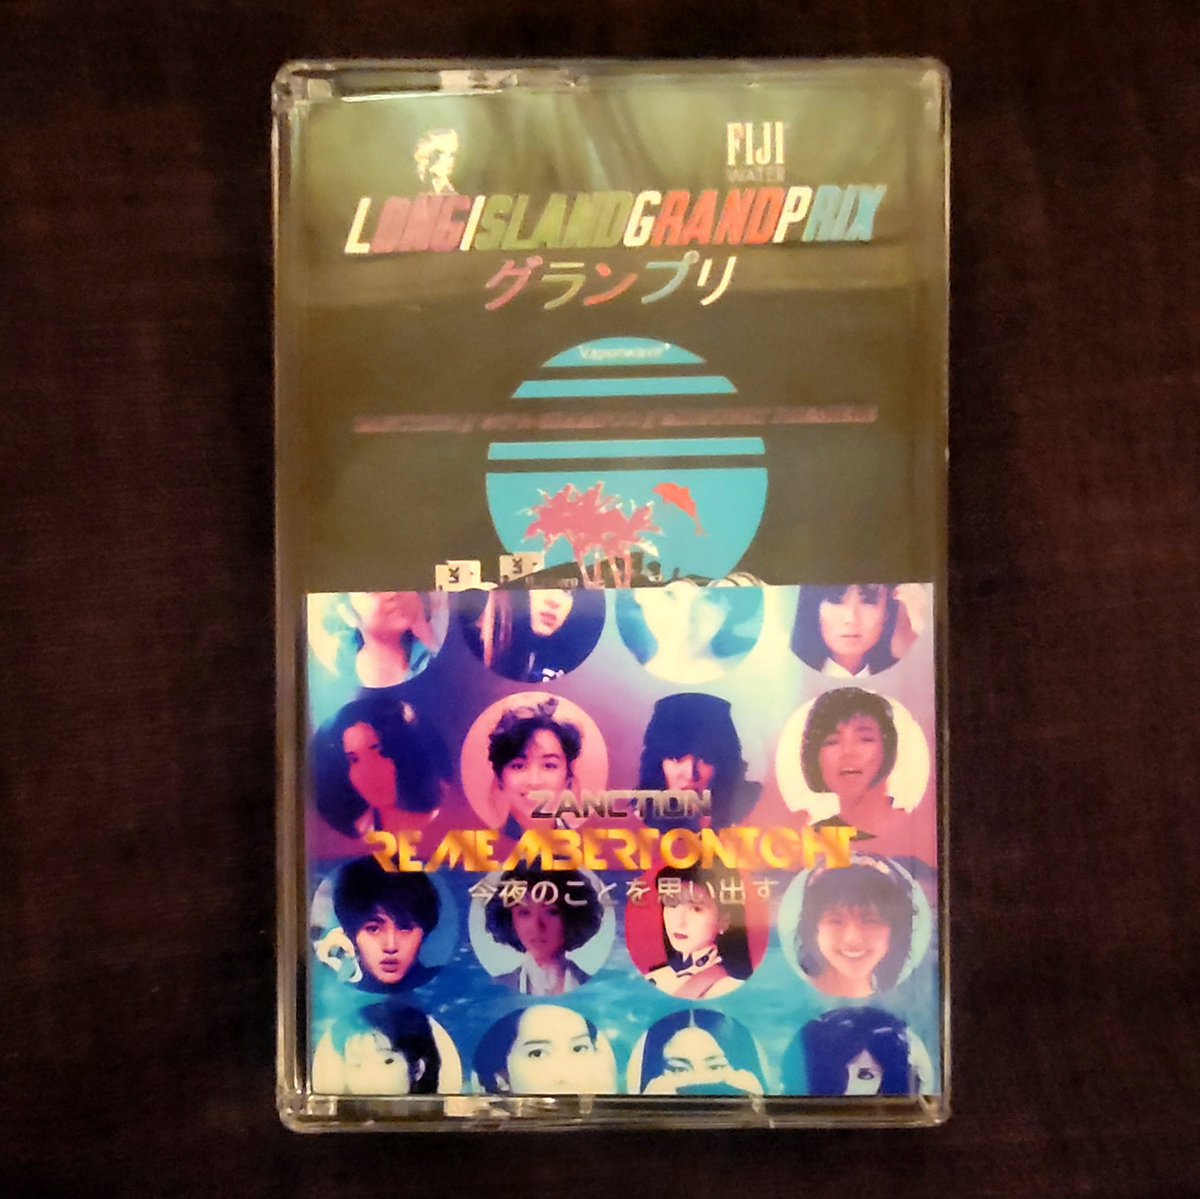 FIJI
WATER
LONGISLANDGRANDPRIX
グランプリ
Vaporwave
ZANCTION
REMEMBERTONIGHT
今夜のことを思い出す